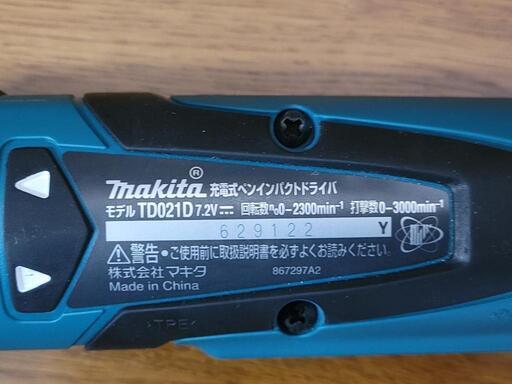 makita® 充電式ペンインパクトドライバ
モデル TD021D 7.2V 回転数 n0 0-2300min⁻¹ 打撃数 0-3000min⁻¹
629122 Y
警告・ご使用前に取扱説明書を必ずよくお読みください。
株式会社 マキタ 867297A2
Made in China
>TPE<